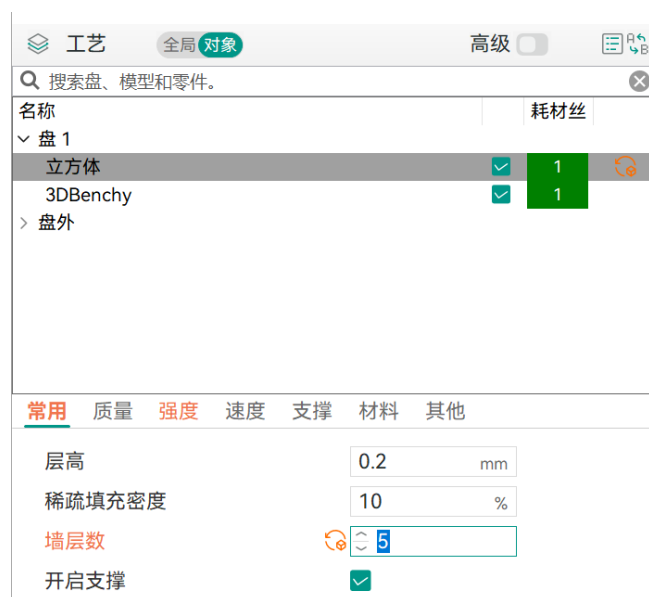 工艺 全局 对象 高级 A B
搜索盘、模型和零件。
名称 耗材丝
盘 1
立方体 1
3DBenchy 1
盘外
常用 质量 强度 速度 支撑 材料 其他
层高 0.2 mm
稀疏填充密度 10 %
墙层数 5
开启支撑